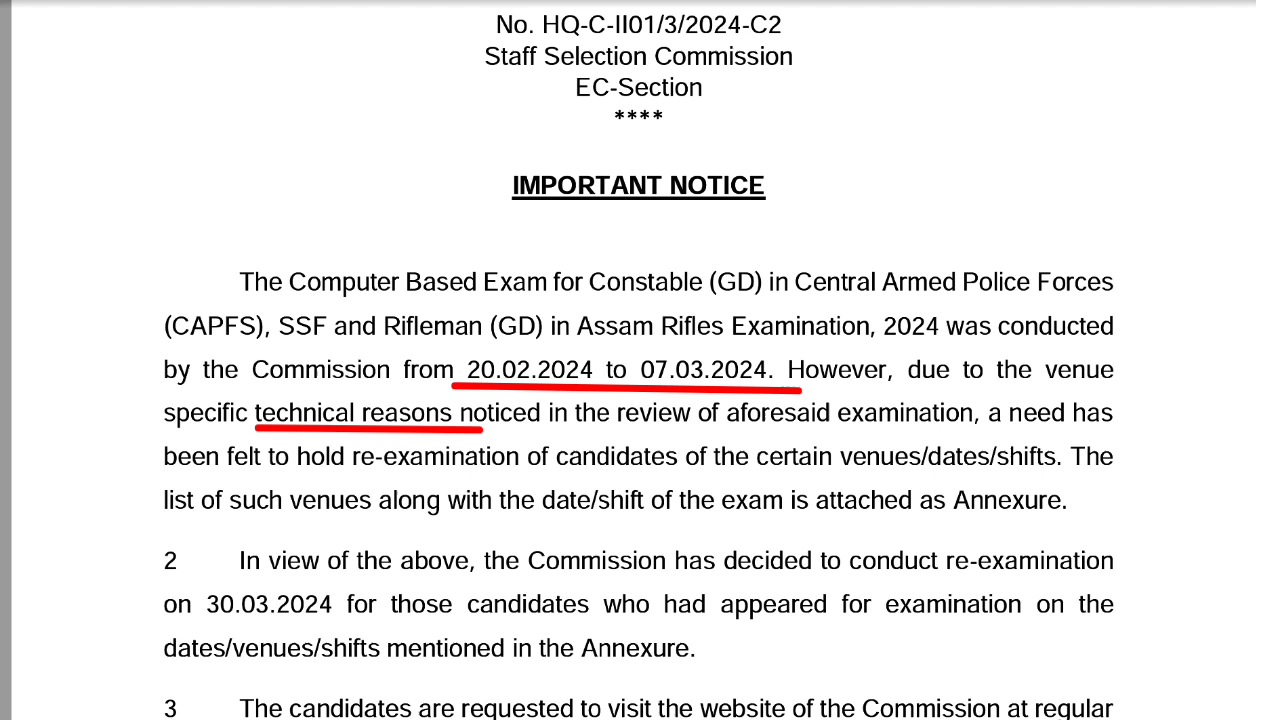 No. HQ-C-II01/3/2024-C2
Staff Selection Commission
EC-Section
****
IMPORTANT NOTICE
The Computer Based Exam for Constable (GD) in Central Armed Police Forces
(CAPFS), SSF and Rifleman (GD) in Assam Rifles Examination, 2024 was conducted
by the Commission from 20.02.2024 to 07.03.2024. However, due to the venue
specific technical reasons noticed in the review of aforesaid examination, a need has
been felt to hold re-examination of candidates of the certain venues/dates/shifts. The
list of such venues along with the date/shift of the exam is attached as Annexure.
2 In view of the above, the Commission has decided to conduct re-examination
on 30.03.2024 for those candidates who had appeared for examination on the
dates/venues/shifts mentioned in the Annexure.
3 The candidates are requested to visit the website of the Commission at regular